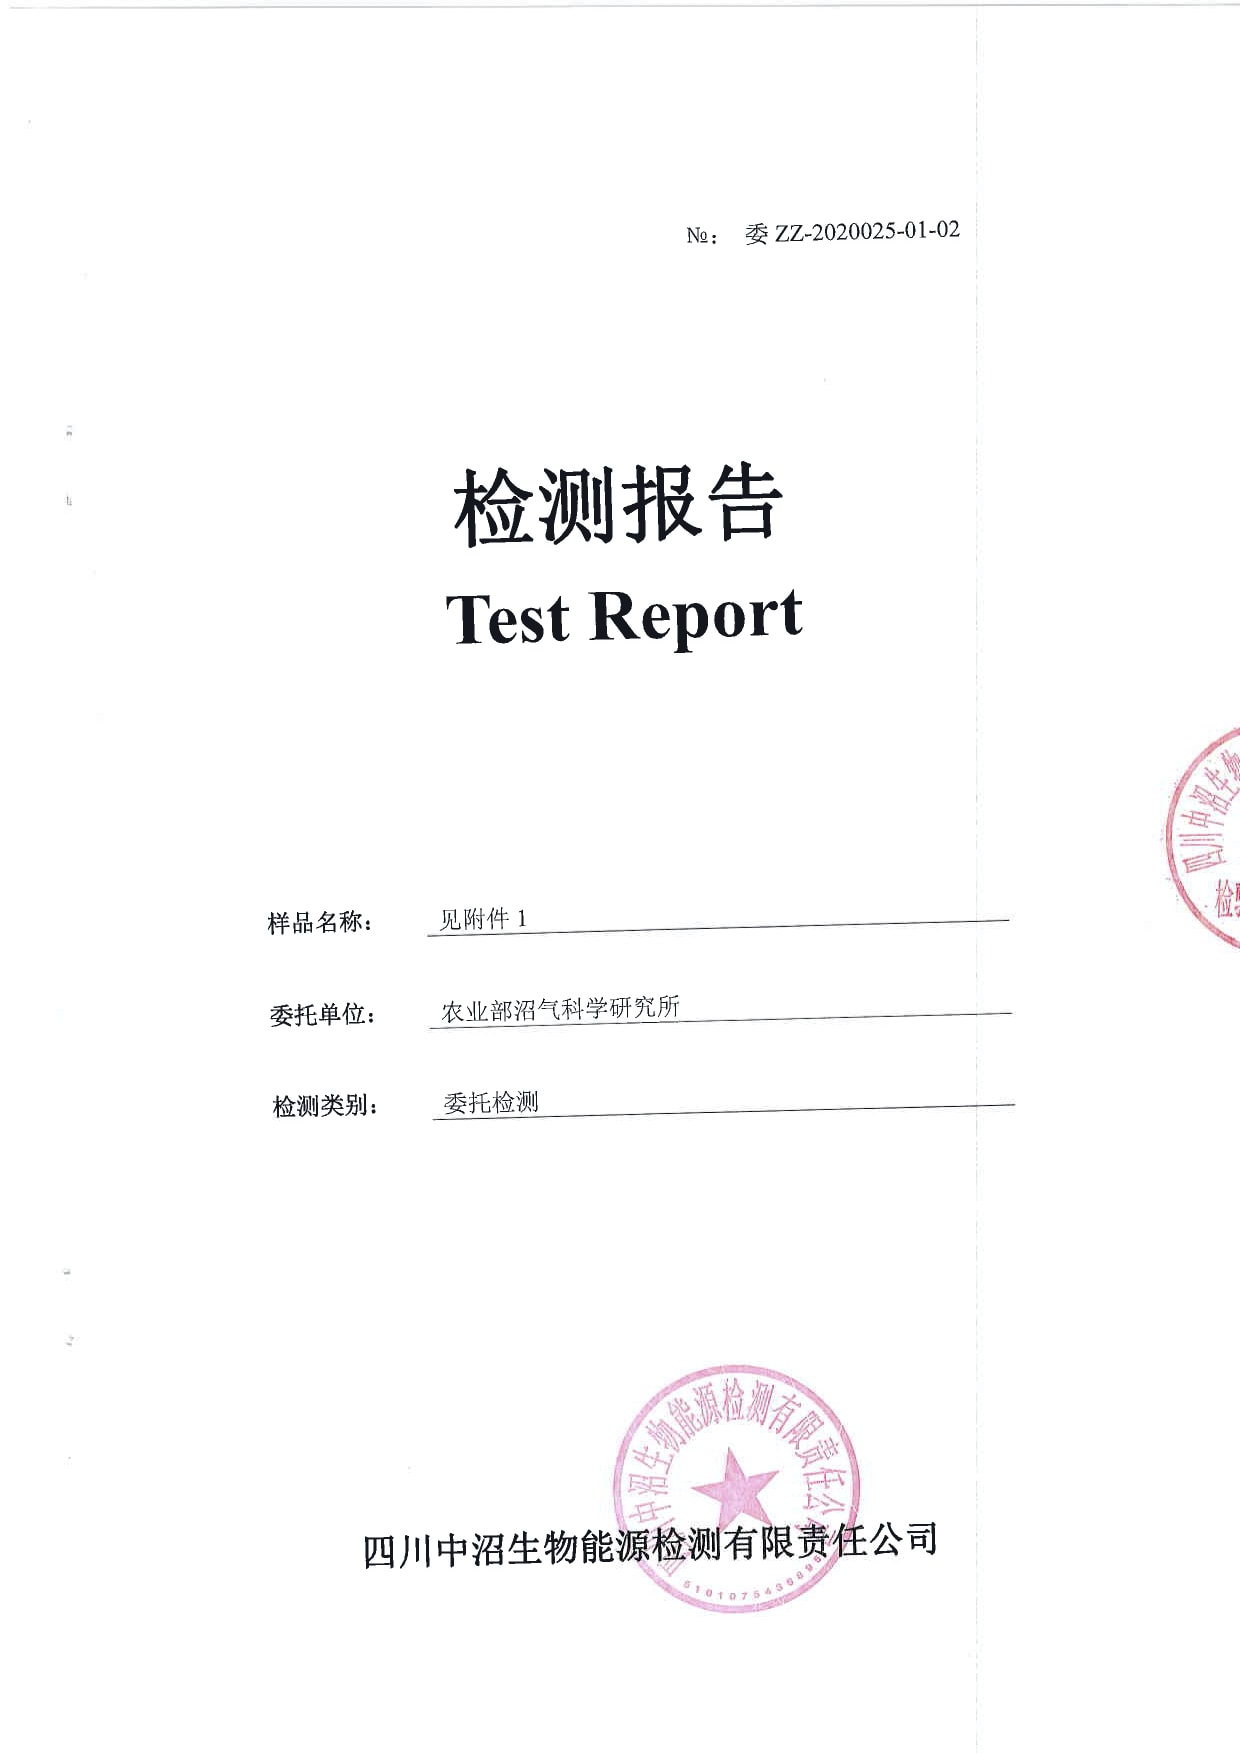 №： 委 ZZ-2020025-01-02
检测报告
Test Report
四川中沼生物
检
样品名称： 见附件 1
委托单位： 农业部沼气科学研究所
检测类别： 委托检测
四川中沼生物能源检测有限责任公司
四川中沼生物能源检测有限责任公司